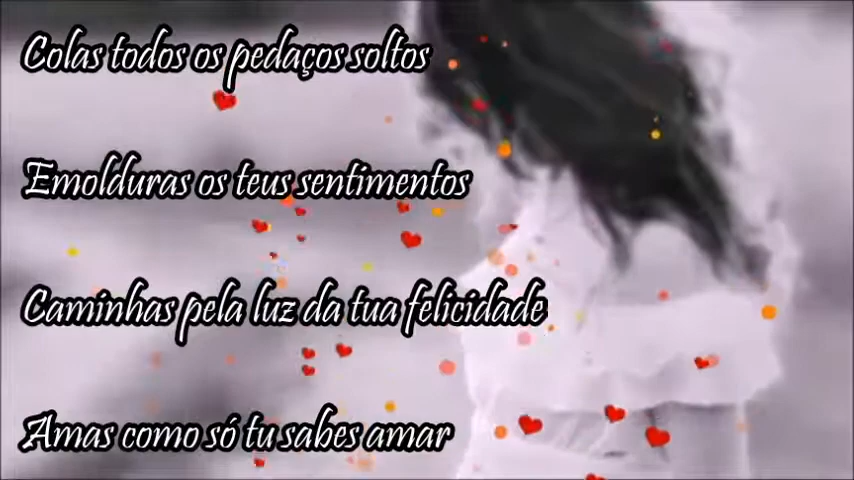 Colas todos os pedaços soltos
Emolduras os teus sentimentos
Caminhas pela luz da tua felicidade
Amas como só tu sabes amar